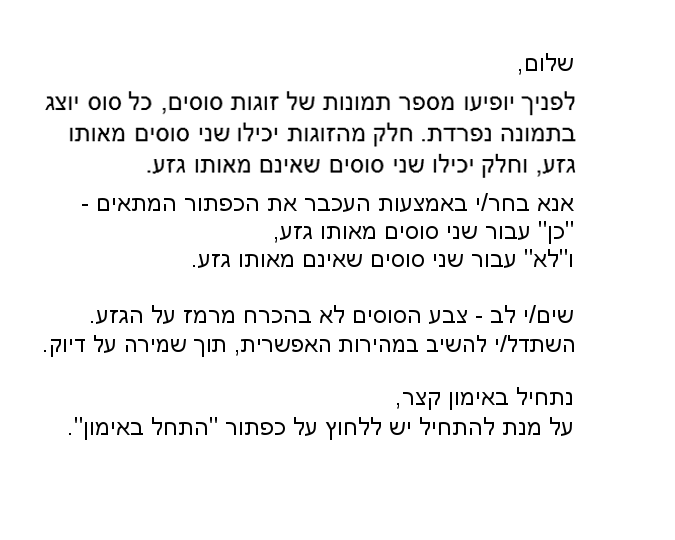 שלום,
לפניך יופיעו מספר תמונות של זוגות סוסים, כל סוס יוצג
בתמונה נפרדת. חלק מהזוגות יכילו שני סוסים מאותו
גזע, וחלק יכילו שני סוסים שאינם מאותו גזע.
אנא בחר/י באמצעות העכבר את הכפתור המתאים -
"כן" עבור שני סוסים מאותו גזע,
ו"לא" עבור שני סוסים שאינם מאותו גזע.
שים/י לב - צבע הסוסים לא בהכרח מרמז על הגזע.
השתדל/י להשיב במהירות האפשרית, תוך שמירה על דיוק.
נתחיל באימון קצר,
על מנת להתחיל יש ללחוץ על כפתור "התחל באימון".